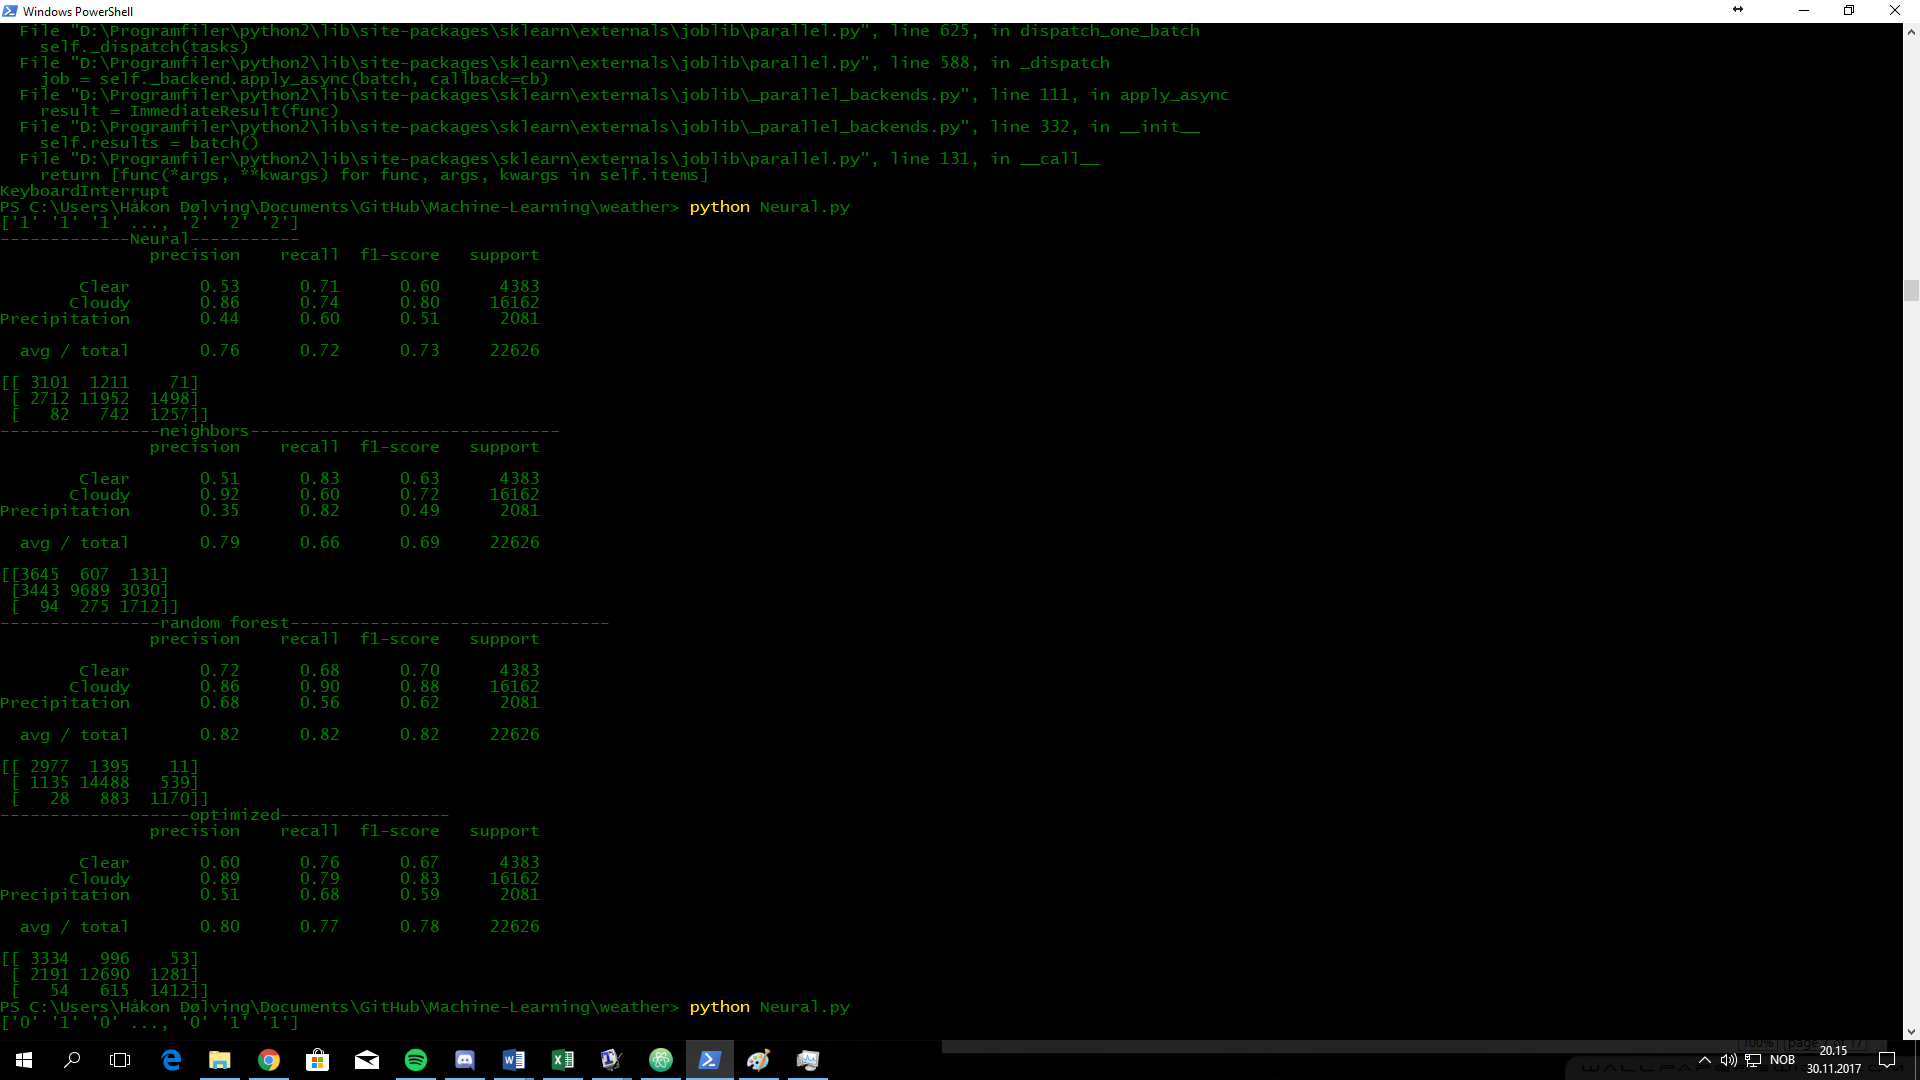 Windows PowerShell
File "D:\Programfiler\python2\lib\site-packages\sklearn\externals\joblib\parallel.py", line 625, in dispatch_one_batch
self._dispatch(tasks)
File "D:\Programfiler\python2\lib\site-packages\sklearn\externals\joblib\parallel.py", line 588, in _dispatch
job = self._backend.apply_async(batch, callback=cb)
File "D:\Programfiler\python2\lib\site-packages\sklearn\externals\joblib\_parallel_backends.py", line 111, in apply_async
result = ImmediateResult(func)
File "D:\Programfiler\python2\lib\site-packages\sklearn\externals\joblib\_parallel_backends.py", line 332, in __init__
self.results = batch()
File "D:\Programfiler\python2\lib\site-packages\sklearn\externals\joblib\parallel.py", line 131, in __call__
return [func(*args, **kwargs) for func, args, kwargs in self.items]
KeyboardInterrupt
PS C:\Users\Håkon Dølving\Documents\GitHub\Machine-Learning\weather> python Neural.py
['1' '1' '1' ..., '2' '2' '2']
-------------Neural-----------
precision recall f1-score support
Clear 0.53 0.71 0.60 4383
Cloudy 0.86 0.74 0.80 16162
Precipitation 0.44 0.60 0.51 2081
avg / total 0.76 0.72 0.73 22626
[[ 3101 1211 71]
[ 2712 11952 1498]
[ 82 742 1257]]
----------------neighbors-------------------------------
precision recall f1-score support
Clear 0.51 0.83 0.63 4383
Cloudy 0.92 0.60 0.72 16162
Precipitation 0.35 0.82 0.49 2081
avg / total 0.79 0.66 0.69 22626
[[3645 607 131]
[3443 9689 3030]
[ 94 275 1712]]
----------------random forest--------------------------------
precision recall f1-score support
Clear 0.72 0.68 0.70 4383
Cloudy 0.86 0.90 0.88 16162
Precipitation 0.68 0.56 0.62 2081
avg / total 0.82 0.82 0.82 22626
[[ 2977 1395 11]
[ 1135 14488 539]
[ 28 883 1170]]
-------------------optimized-----------------
precision recall f1-score support
Clear 0.60 0.76 0.67 4383
Cloudy 0.89 0.79 0.83 16162
Precipitation 0.51 0.68 0.59 2081
avg / total 0.80 0.77 0.78 22626
[[ 3334 996 53]
[ 2191 12690 1281]
[ 54 615 1412]]
PS C:\Users\Håkon Dølving\Documents\GitHub\Machine-Learning\weather> python Neural.py
['0' '1' '0' ..., '0' '1' '1']
NOB
20.15
30.11.2017